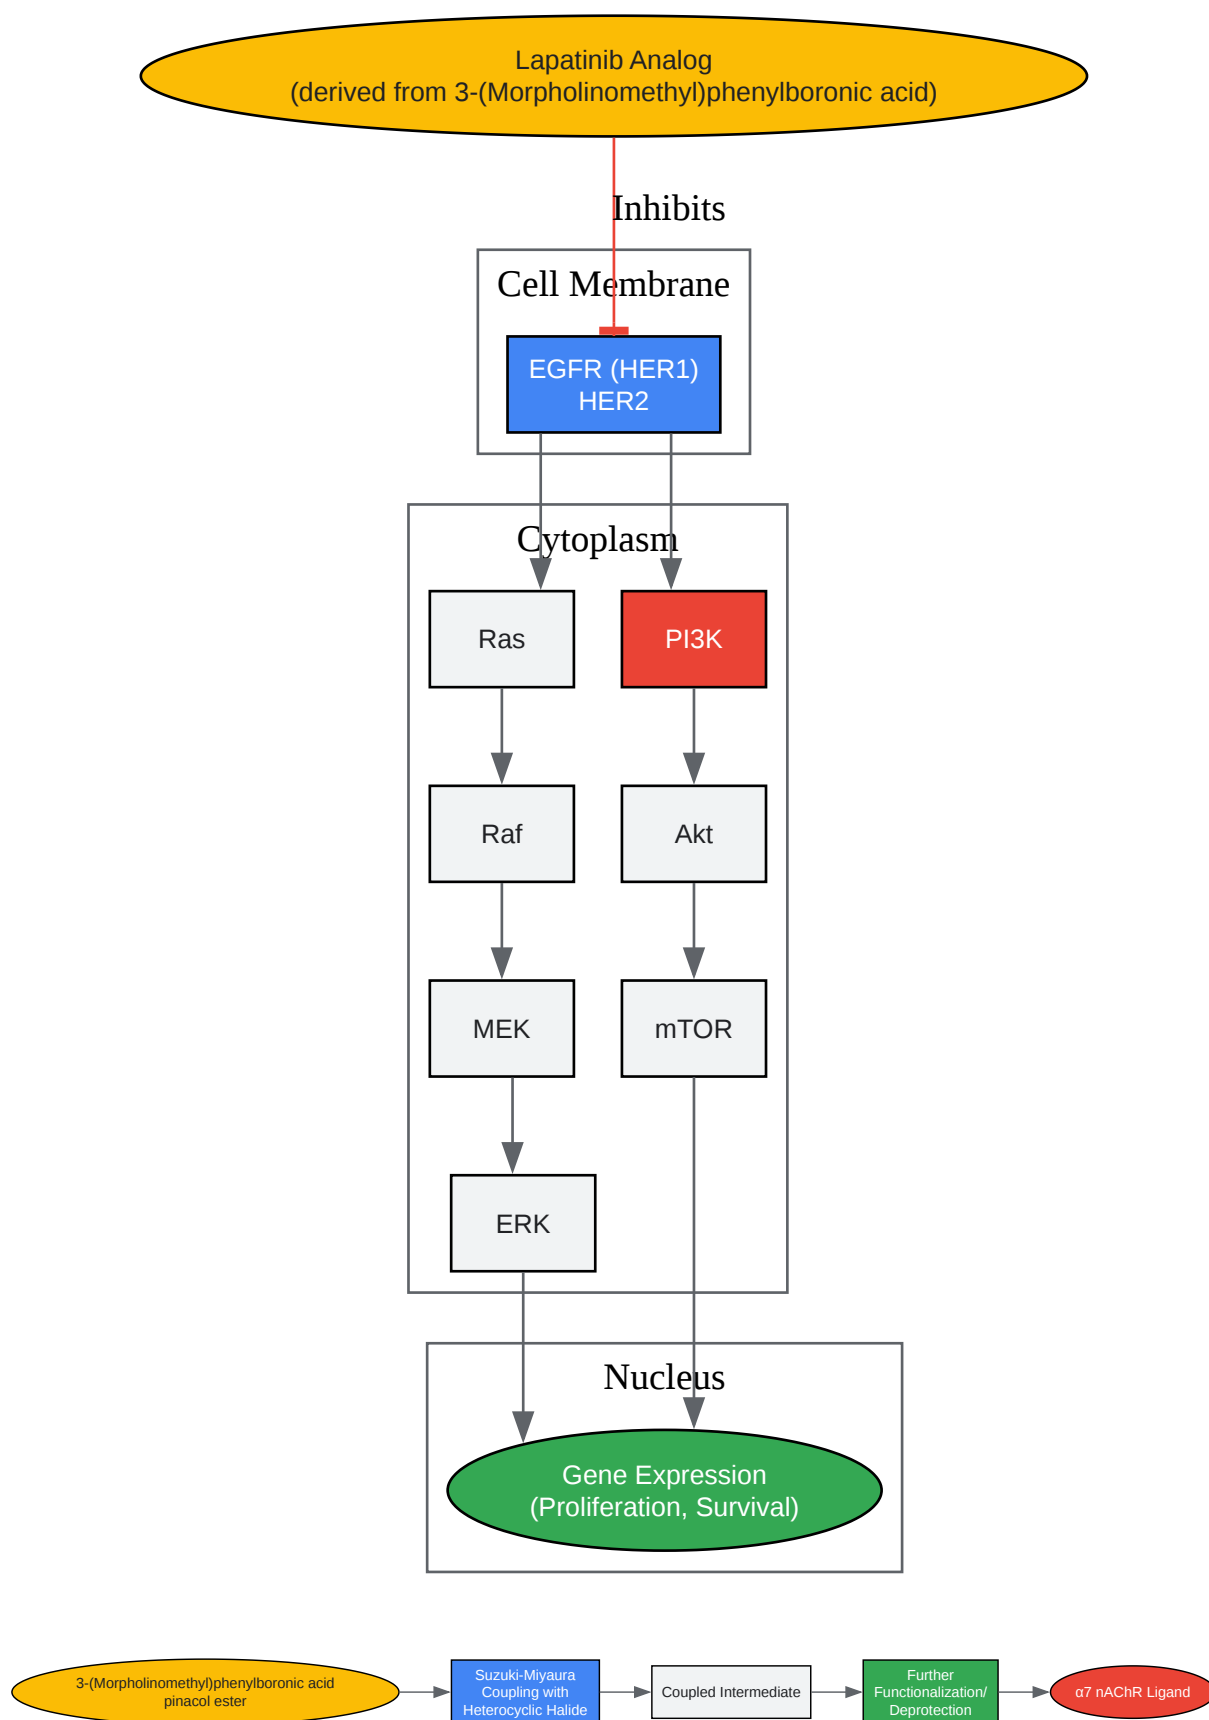 Lapatinib Analog
(derived from 3-(Morpholinomethyl)phenylboronic acid)
Inhibits
Cell Membrane
EGFR (HER1)
HER2
Cytoplasm
Ras
PI3K
Raf
Akt
MEK
mTOR
ERK
Nucleus
Gene Expression
(Proliferation, Survival)
3-(Morpholinomethyl)phenylboronic acid
pinacol ester
Suzuki-Miyaura
Coupling with
Heterocyclic Halide
Coupled Intermediate
Further
Functionalization/
Deprotection
α7 nAChR Ligand